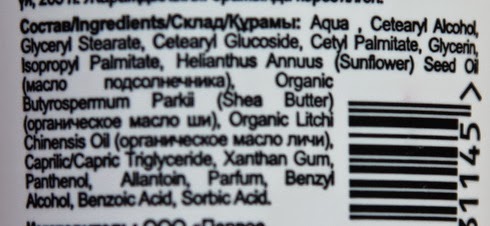 Состав/Ingredients/Склад/Құрамы: Aqua , Cetearyl Alcohol,
Glyceryl Stearate, Cetearyl Glucoside, Cetyl Palmitate, Glycerin,
Isopropyl Palmitate, Helianthus Annuus (Sunflower) Seed Oil
(масло подсолнечника), Organic
Butyrospermum Parkii (Shea Butter)
(органическое масло ши), Organic Litchi
Chinensis Oil (органическое масло личи),
Caprilic/Capric Triglyceride, Xanthan Gum,
Panthenol, Allantoin, Parfum, Benzyl
Alcohol, Benzoic Acid, Sorbic Acid.
31145 >